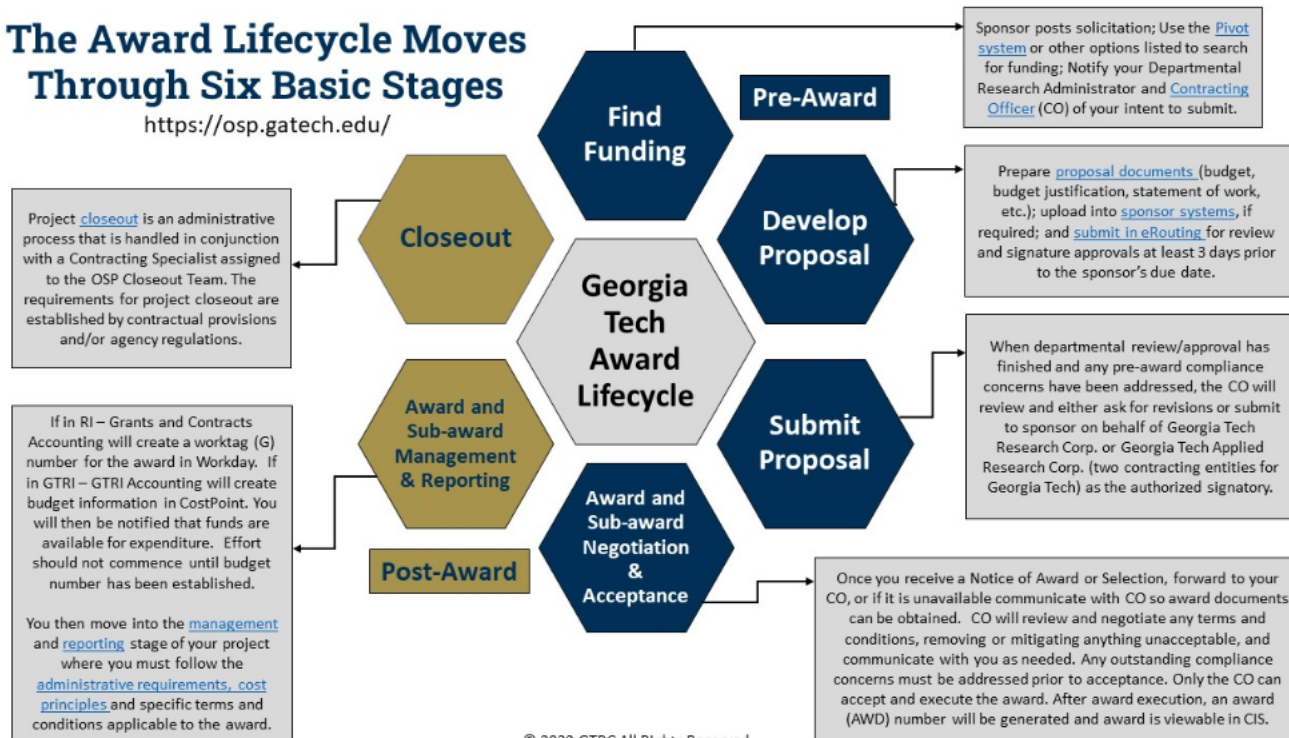 The Award Lifecycle Moves
Through Six Basic Stages
https://osp.gatech.edu/
Find
Funding
Pre-Award
Sponsor posts solicitation; Use the Pivot
system or other options listed to search
for funding; Notify your Departmental
Research Administrator and Contracting
Officer (CO) of your intent to submit.
Develop
Proposal
Prepare proposal documents (budget,
budget justification, statement of work,
etc.); upload into sponsor systems, if
required; and submit in eRouting for review
and signature approvals at least 3 days prior
to the sponsor's due date.
Georgia
Tech
Award
Lifecycle
Submit
Proposal
When departmental review/approval has
finished and any pre-award compliance
concerns have been addressed, the CO will
review and either ask for revisions or submit
to sponsor on behalf of Georgia Tech
Research Corp. or Georgia Tech Applied
Research Corp. (two contracting entities for
Georgia Tech) as the authorized signatory.
Award and
Sub-award
Negotiation
&
Acceptance
Once you receive a Notice of Award or Selection, forward to your
CO, or if it is unavailable communicate with CO so award documents
can be obtained. CO will review and negotiate any terms and
conditions, removing or mitigating anything unacceptable, and
communicate with you as needed. Any outstanding compliance
concerns must be addressed prior to acceptance. Only the CO can
accept and execute the award. After award execution, an award
(AWD) number will be generated and award is viewable in CIS.
Post-Award
Award and
Sub-award
Management
& Reporting
If in RI – Grants and Contracts
Accounting will create a worktag (G)
number for the award in Workday. If
in GTRI – GTRI Accounting will create
budget information in CostPoint. You
will then be notified that funds are
available for expenditure. Effort
should not commence until budget
number has been established.
You then move into the management
and reporting stage of your project
where you must follow the
administrative requirements, cost
principles and specific terms and
conditions applicable to the award.
Closeout
Project closeout is an administrative
process that is handled in conjunction
with a Contracting Specialist assigned
to the OSP Closeout Team. The
requirements for project closeout are
established by contractual provisions
and/or agency regulations.